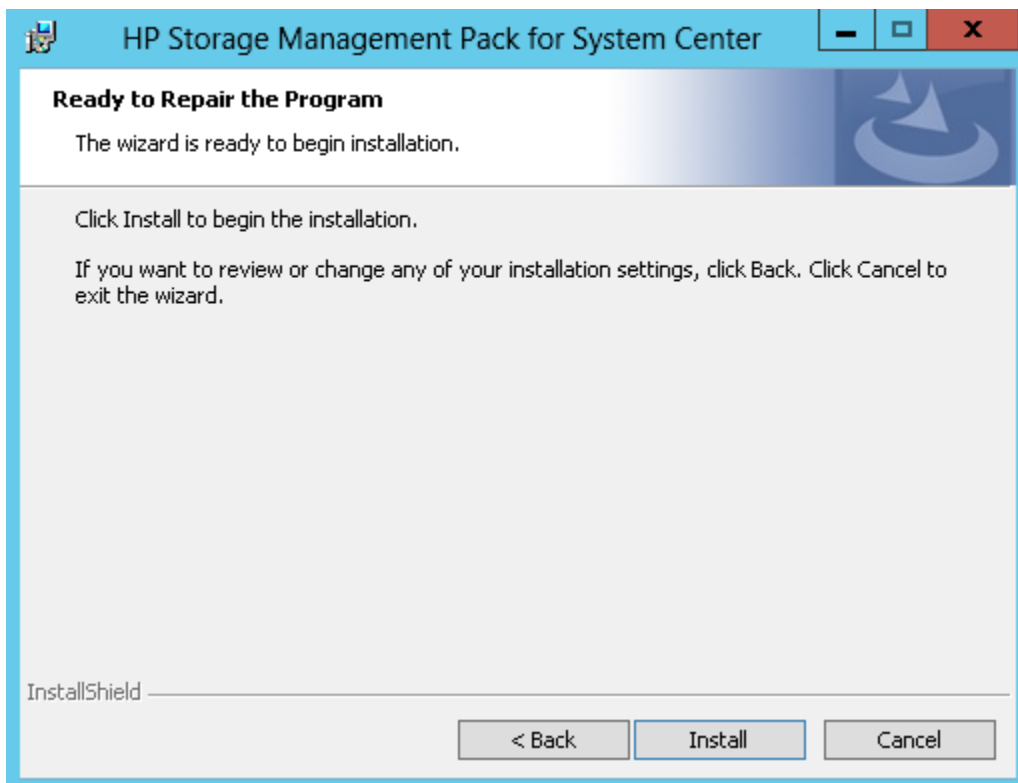 HP Storage Management Pack for System Center
Ready to Repair the Program
The wizard is ready to begin installation.
Click Install to begin the installation.
If you want to review or change any of your installation settings, click Back. Click Cancel to
exit the wizard.
InstallShield
< Back
Install
Cancel